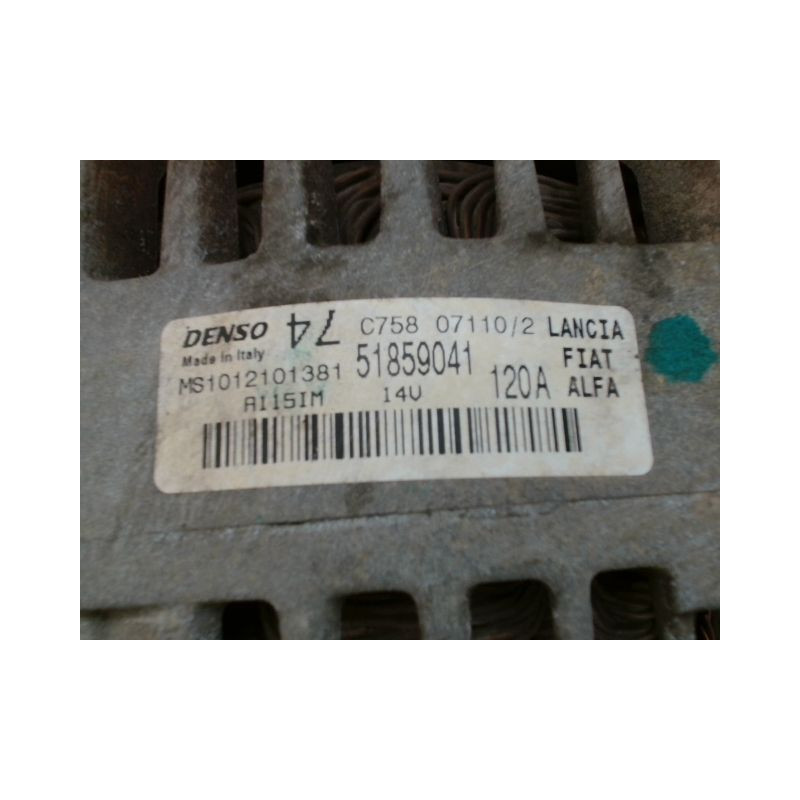 DENSO 74 C758 07110/2 LANCIA
Made in Italy 51859041 FIAT
MS1012101381 120A ALFA
AI15IM 14V